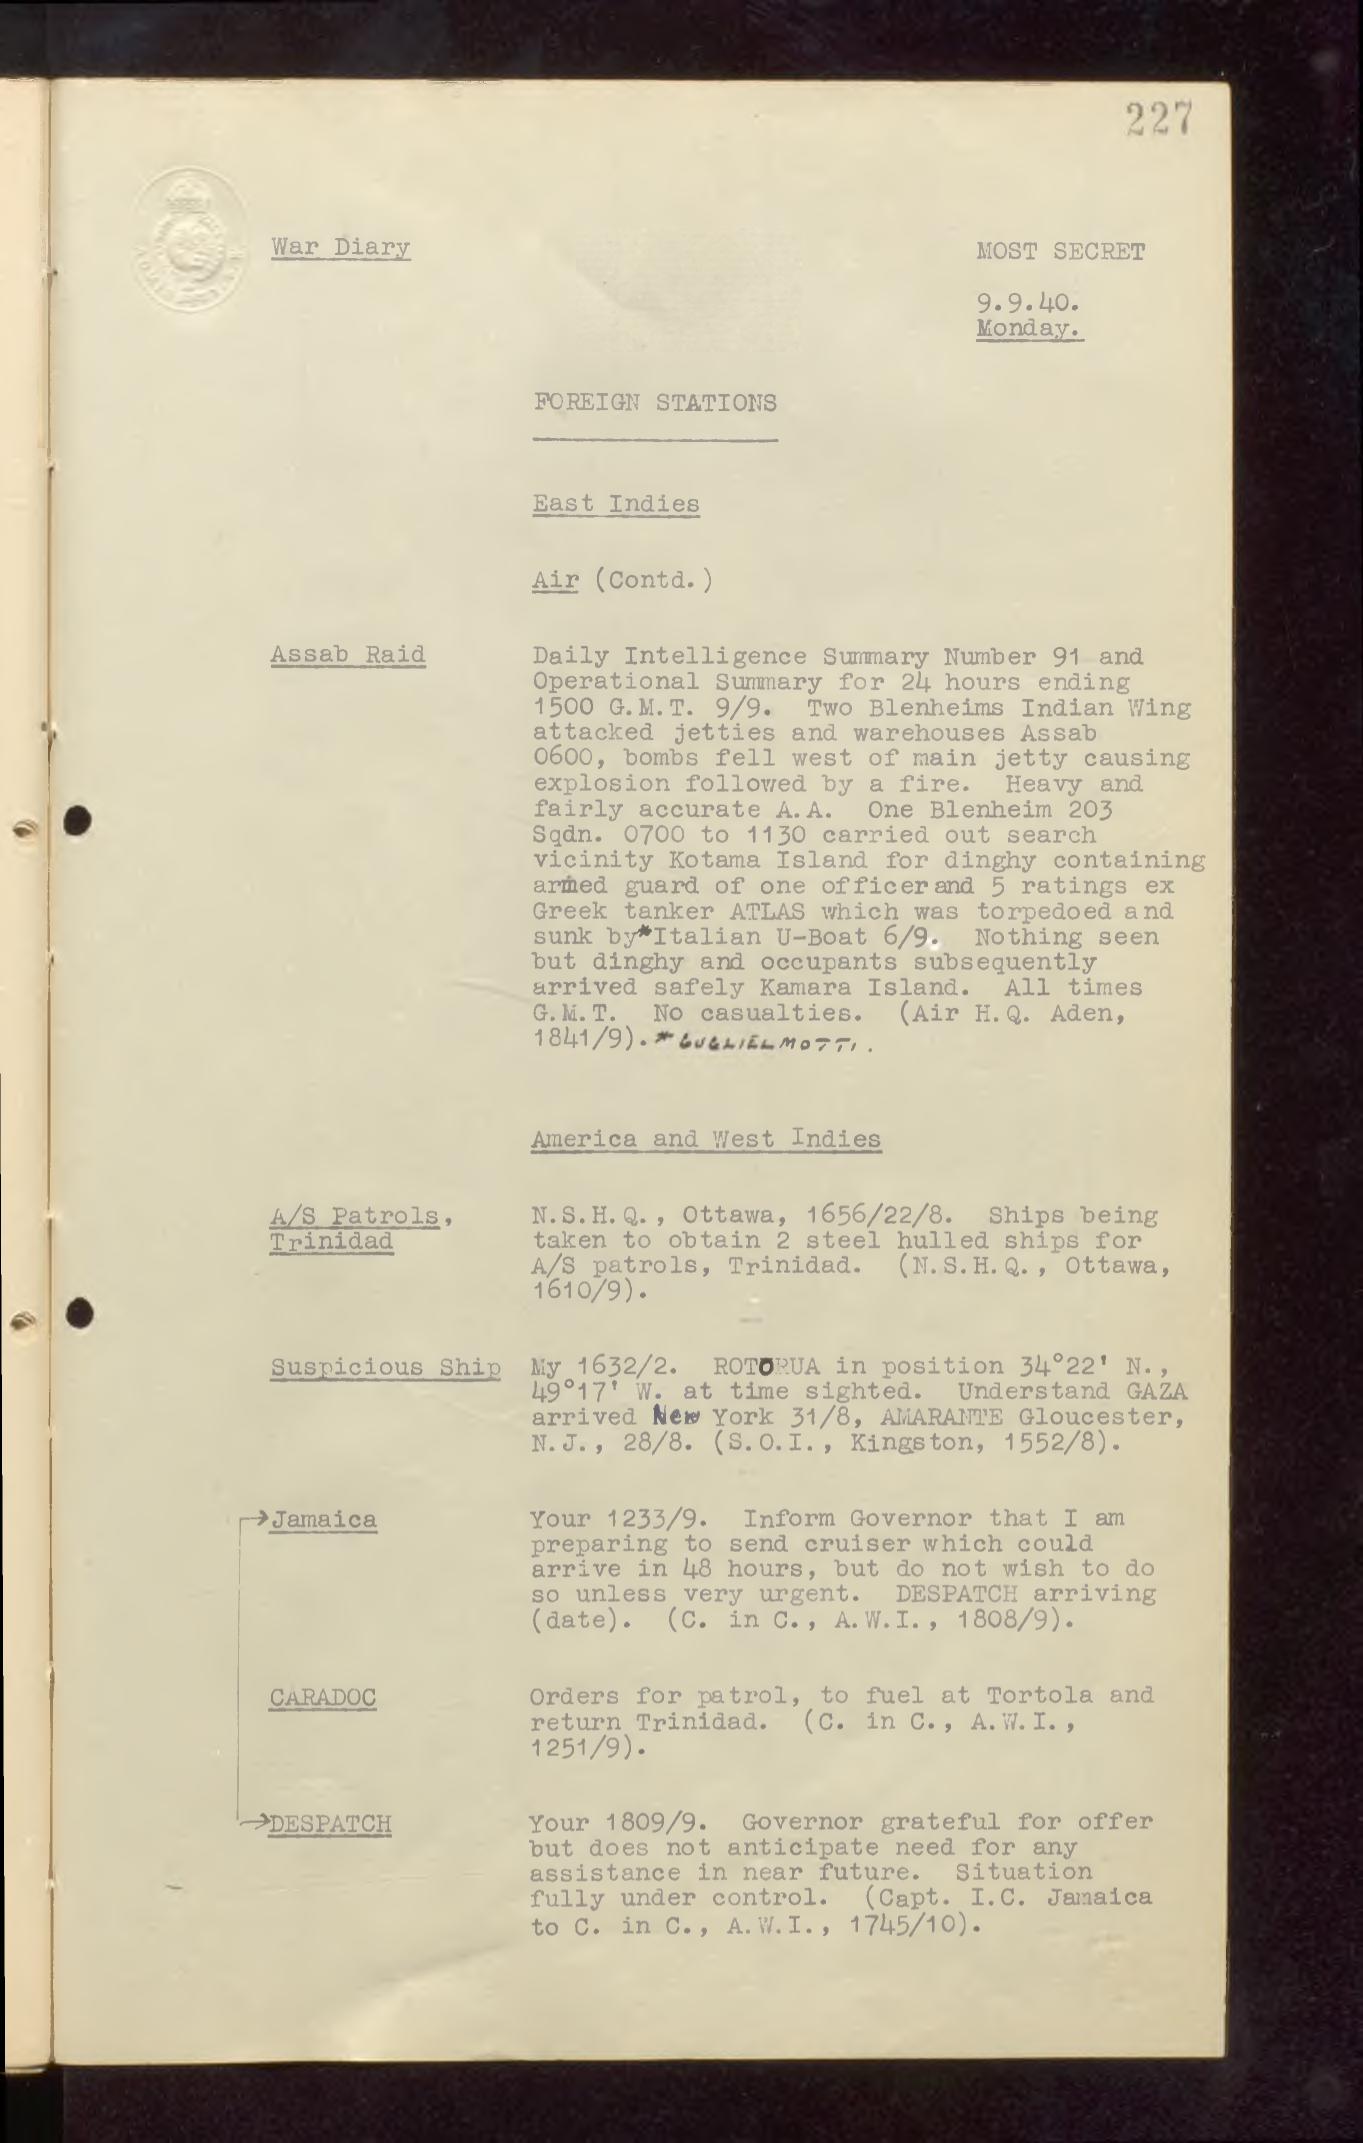 227
War Diary
MOST SECRET
9.9.40.
Monday.
FOREIGN STATIONS
East Indies
Air (Contd.)
Assab Raid
Daily Intelligence Summary Number 91 and
Operational Summary for 24 hours ending
1500 G.M.T. 9/9. Two Blenheims Indian Wing
attacked jetties and warehouses Assab
0600, bombs fell west of main jetty causing
explosion followed by a fire. Heavy and
fairly accurate A.A. One Blenheim 203
Sqdn. 0700 to 1130 carried out search
vicinity Kotama Island for dinghy containing
armed guard of one officer and 5 ratings ex
Greek tanker ATLAS which was torpedoed and
sunk by*Italian U-Boat 6/9. Nothing seen
but dinghy and occupants subsequently
arrived safely Kamara Island. All times
G.M.T. No casualties. (Air H.Q. Aden,
1841/9). * GUGLIELMOTTI.
America and West Indies
A/S Patrols,
Trinidad
N.S.H.Q., Ottawa, 1656/22/8. Ships being
taken to obtain 2 steel hulled ships for
A/S patrols, Trinidad. (N.S.H.Q., Ottawa,
1610/9).
Suspicious Ship
My 1632/2. ROTORUA in position 34°22' N.,
49°17' W. at time sighted. Understand GAZA
arrived New York 31/8, AMARANTE Gloucester,
N.J., 28/8. (S.O.I., Kingston, 1552/8).
→Jamaica
Your 1233/9. Inform Governor that I am
preparing to send cruiser which could
arrive in 48 hours, but do not wish to do
so unless very urgent. DESPATCH arriving
(date). (C. in C., A.W.I., 1808/9).
CARADOC
Orders for patrol, to fuel at Tortola and
return Trinidad. (C. in C., A.W.I.,
1251/9).
→DESPATCH
Your 1809/9. Governor grateful for offer
but does not anticipate need for any
assistance in near future. Situation
fully under control. (Capt. I.C. Jamaica
to C. in C., A.W.I., 1745/10).